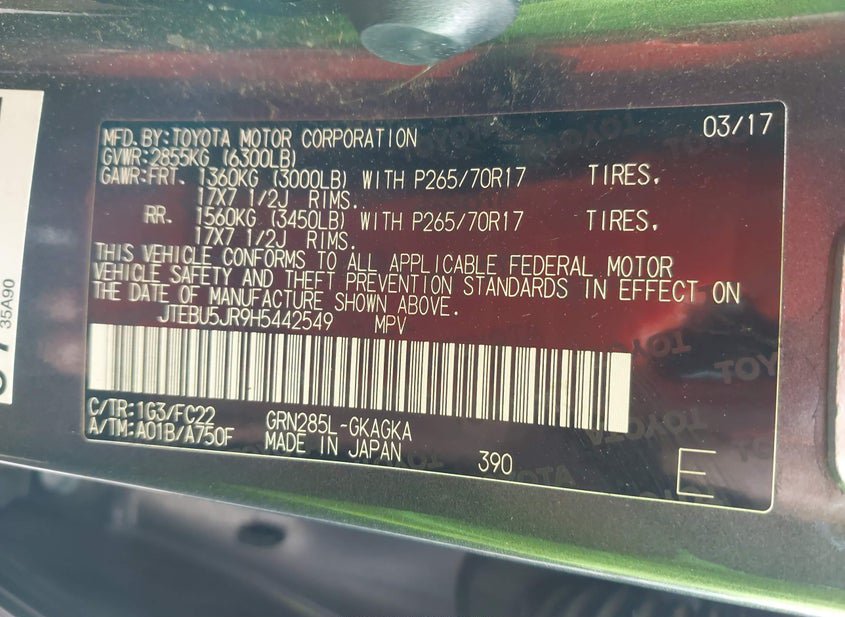 MFD.BY:TOYOTA MOTOR CORPORATION 03/17
GVWR:2855KG (6300LB)
GAWR:FRT. 1360KG (3000LB) WITH P265/70R17 TIRES.
17X7 1/2J RIMS.
RR. 1560KG (3450LB) WITH P265/70R17 TIRES.
17X7 1/2J RIMS.
THIS VEHICLE CONFORMS TO ALL APPLICABLE FEDERAL MOTOR
VEHICLE SAFETY AND THEFT PREVENTION STANDARDS IN EFFECT ON
THE DATE OF MANUFACTURE SHOWN ABOVE.
JTEBU5JR9H5442549 MPV
C/TR:1G3/FC22 GRN285L-GKAGKA
A/TM:A01B/A750F MADE IN JAPAN 390 E
35A90